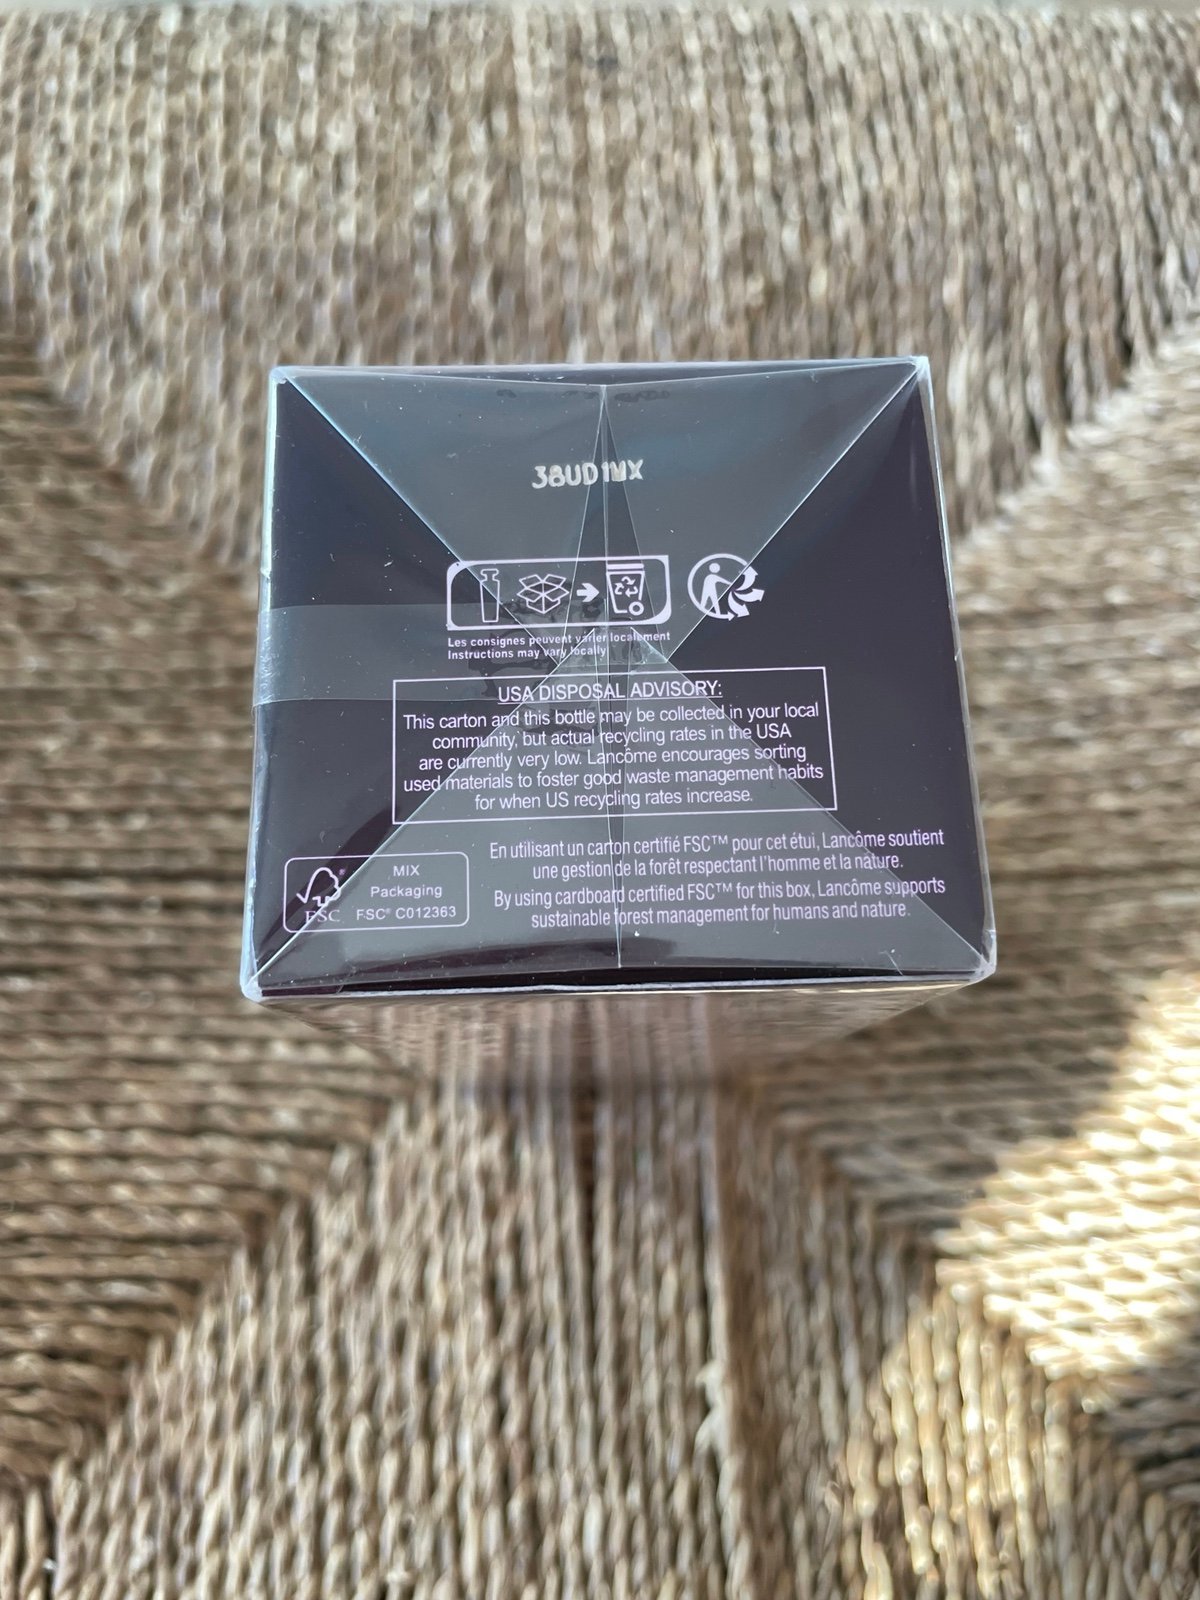 Les consignes peuvent varier localement
Instructions may vary locally
USA DISPOSAL ADVISORY:
This carton and this bottle may be collected in your local
community, but actual recycling rates in the USA
are currently very low. Lancôme encourages sorting
used materials to foster good waste management habits
for when US recycling rates increase.
En utilisant un carton certifié FSC™ pour cet étui, Lancôme soutient
une gestion de la forêt respectant l'homme et la nature.
By using cardboard certified FSC™ for this box, Lancôme supports
sustainable forest management for humans and nature.
FSC
MIX
Packaging
FSC® C012363